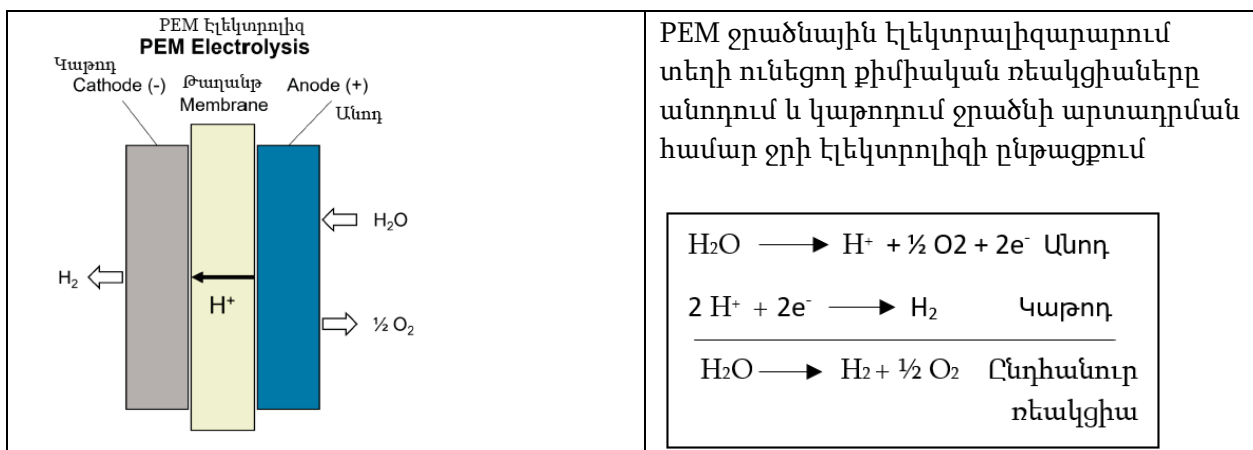 PEM Էլեկտրոլիզ
PEM Electrolysis
Կաթոդ
Cathode (-)
Թաղանթ
Membrane
Anode (+)
Անոդ
H₂O
H₂
H⁺
½ O₂
PEM ջրածնային էլեկտրալիզարարում
տեղի ունեցող քիմիական ռեակցիաները
անոդում և կաթոդում ջրածնի արտադրման
համար ջրի էլեկտրոլիզի ընթացքում
H₂O → H⁺ + ½ O2 + 2e⁻ Անոդ
2 H⁺ + 2e⁻ → H₂ Կաթոդ
H₂O → H₂ + ½ O₂ Ընդհանուր
ռեակցիա